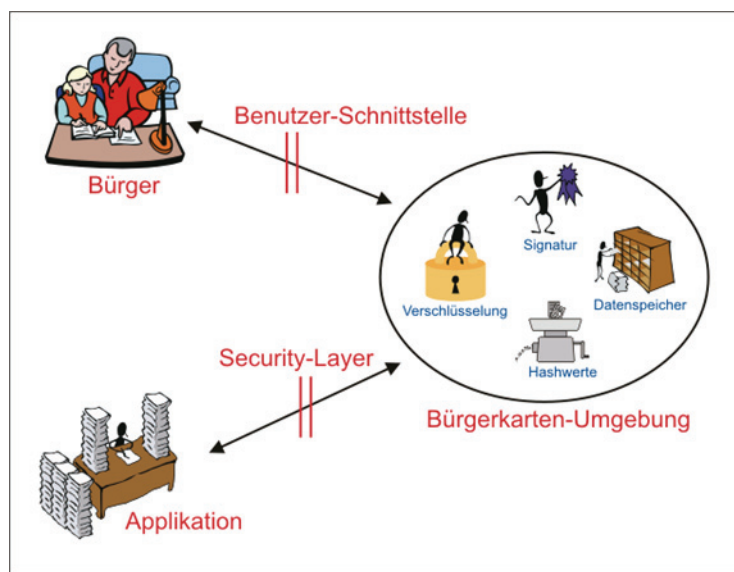 Benutzer-Schnittstelle
Bürger
Signatur
Verschlüsselung
Datenspeicher
Hashwerte
Security-Layer
Bürgerkarten-Umgebung
Applikation